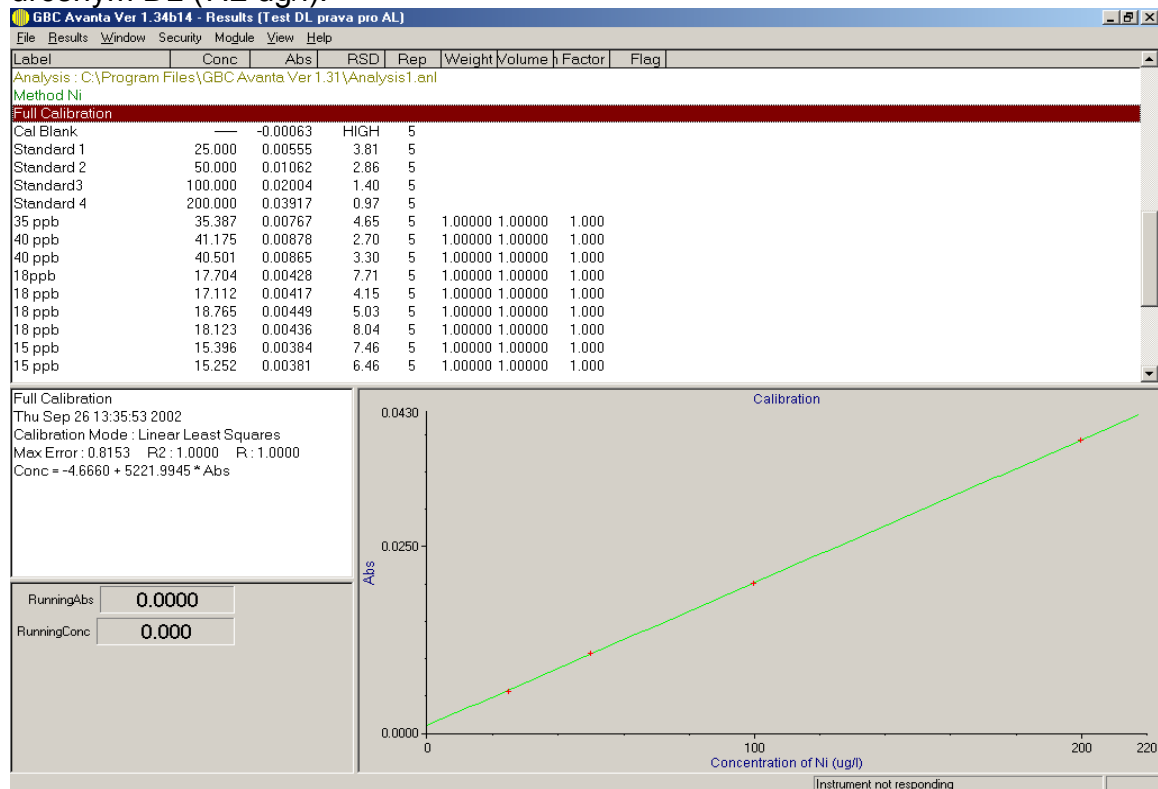 GBC Avanta Ver 1.34b14 - Results (Test DL prava pro AL)
File Results Window Security Module View Help
Label Conc Abs RSD Rep Weight Volume Factor Flag
Analysis : C:\Program Files\GBC Avanta Ver 1.31\Analysis1.anl
Method Ni
Full Calibration
Cal Blank ---- -0.00063 HIGH 5
Standard 1 25.000 0.00555 3.81 5
Standard 2 50.000 0.01062 2.86 5
Standard3 100.000 0.02004 1.40 5
Standard 4 200.000 0.03917 0.97 5
35 ppb 35.387 0.00767 4.65 5 1.00000 1.00000 1.000
40 ppb 41.175 0.00878 2.70 5 1.00000 1.00000 1.000
40 ppb 40.501 0.00865 3.30 5 1.00000 1.00000 1.000
18ppb 17.704 0.00428 7.71 5 1.00000 1.00000 1.000
18 ppb 17.112 0.00417 4.15 5 1.00000 1.00000 1.000
18 ppb 18.765 0.00449 5.03 5 1.00000 1.00000 1.000
18 ppb 18.123 0.00436 8.04 5 1.00000 1.00000 1.000
15 ppb 15.396 0.00384 7.46 5 1.00000 1.00000 1.000
15 ppb 15.252 0.00381 6.46 5 1.00000 1.00000 1.000
Full Calibration
Thu Sep 26 13:35:53 2002
Calibration Mode : Linear Least Squares
Max Error : 0.8153 R2 : 1.0000 R : 1.0000
Conc = -4.6660 + 5221.9945 * Abs
RunningAbs 0.0000
RunningConc 0.000
Calibration
0.0430
0.0250
Abs
0.0000
0 100 200 220
Concentration of Ni (ug/l)
Instrument not responding